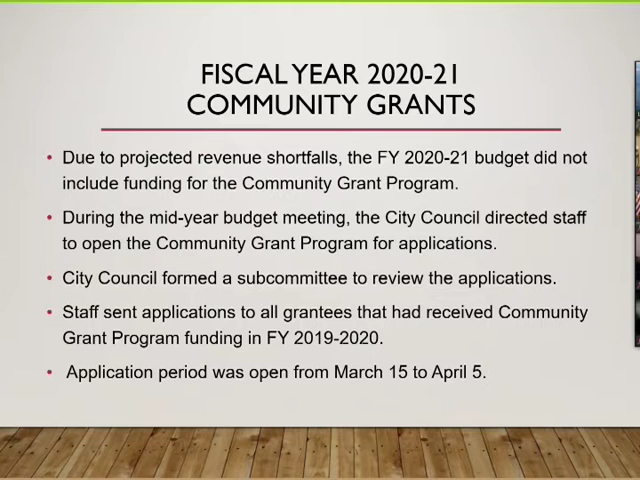 FISCAL YEAR 2020-21
COMMUNITY GRANTS
• Due to projected revenue shortfalls, the FY 2020-21 budget did not
include funding for the Community Grant Program.
• During the mid-year budget meeting, the City Council directed staff
to open the Community Grant Program for applications.
• City Council formed a subcommittee to review the applications.
• Staff sent applications to all grantees that had received Community
Grant Program funding in FY 2019-2020.
• Application period was open from March 15 to April 5.